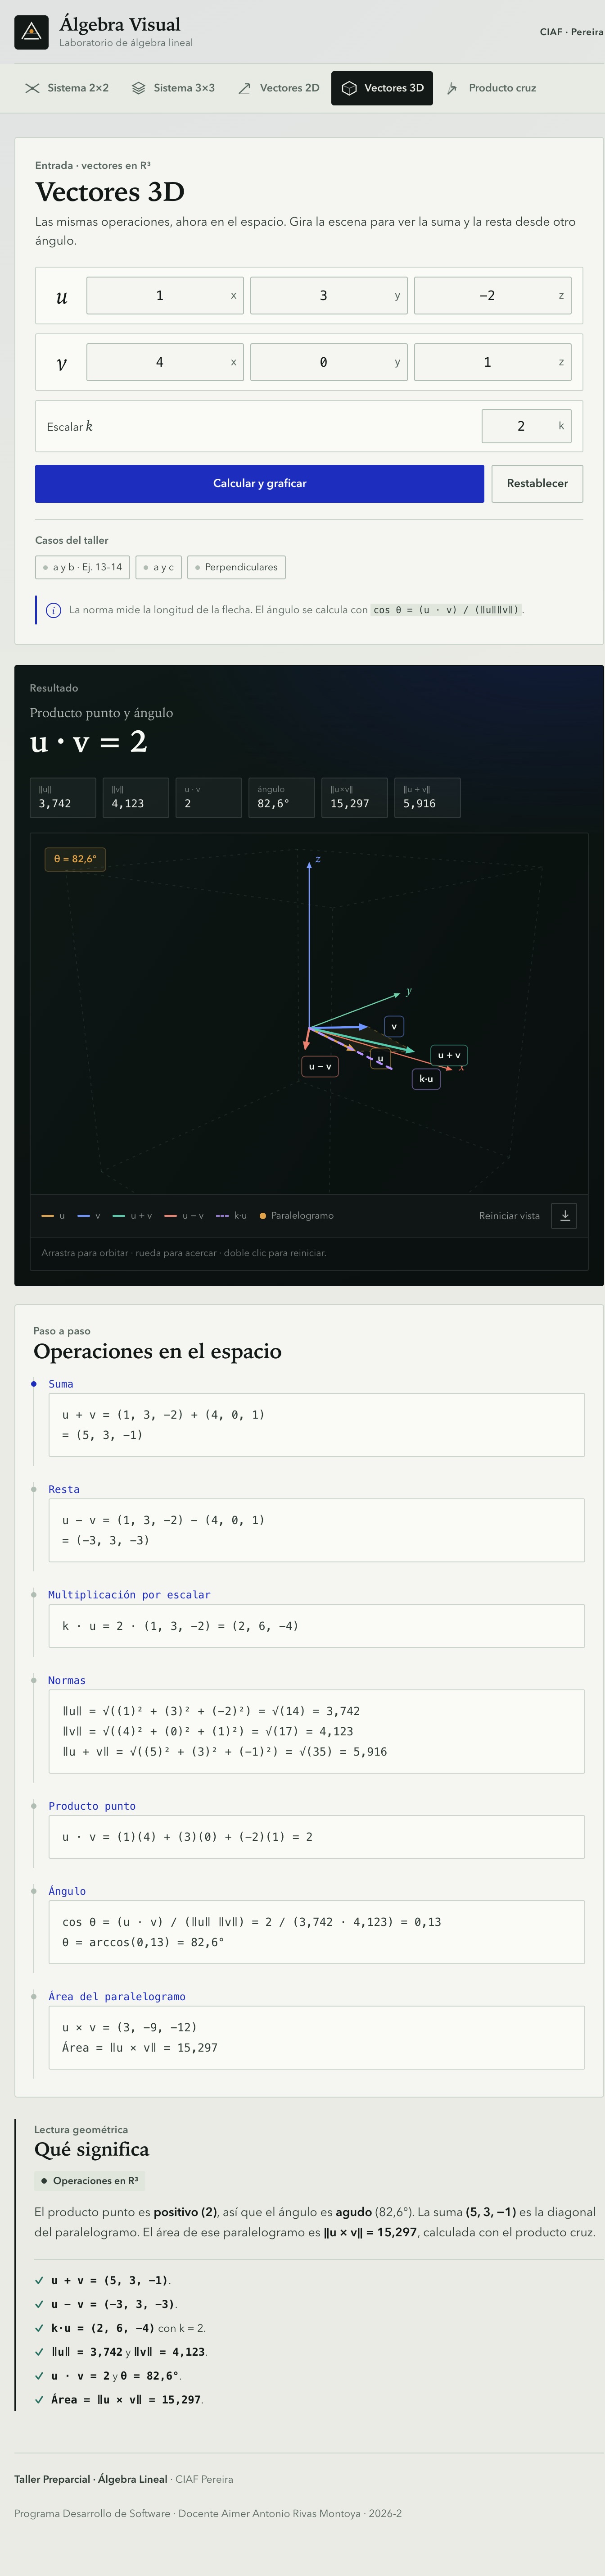 Álgebra Visual
Laboratorio de álgebra lineal
CIAF · Pereira
Sistema 2×2
Sistema 3×3
Vectores 2D
Vectores 3D
Producto cruz
Entrada · vectores en R³
Vectores 3D
Las mismas operaciones, ahora en el espacio. Gira la escena para ver la suma y la resta desde otro
ángulo.
u 1 x 3 y −2 z
v 4 x 0 y 1 z
Escalar k 2 k
Calcular y graficar
Restablecer
Casos del taller
a y b · Ej. 13–14
a y c
Perpendiculares
La norma mide la longitud de la flecha. El ángulo se calcula con cos θ = (u · v) / (‖u‖‖v‖).
Resultado
Producto punto y ángulo
u · v = 2
‖u‖ ‖v‖ u · v ángulo ‖u×v‖ ‖u + v‖
3,742 4,123 2 82,6° 15,297 5,916
θ = 82,6°
z
y
v
u + v
u
x
u − v
k·u
u v u + v u − v k·u Paralelogramo Reiniciar vista
Arrastra para orbitar · rueda para acercar · doble clic para reiniciar.
Paso a paso
Operaciones en el espacio
Suma
u + v = (1, 3, −2) + (4, 0, 1)
= (5, 3, −1)
Resta
u − v = (1, 3, −2) − (4, 0, 1)
= (−3, 3, −3)
Multiplicación por escalar
k · u = 2 · (1, 3, −2) = (2, 6, −4)
Normas
‖u‖ = √((1)² + (3)² + (−2)²) = √(14) = 3,742
‖v‖ = √((4)² + (0)² + (1)²) = √(17) = 4,123
‖u + v‖ = √((5)² + (3)² + (−1)²) = √(35) = 5,916
Producto punto
u · v = (1)(4) + (3)(0) + (−2)(1) = 2
Ángulo
cos θ = (u · v) / (‖u‖ ‖v‖) = 2 / (3,742 · 4,123) = 0,13
θ = arccos(0,13) = 82,6°
Área del paralelogramo
u × v = (3, −9, −12)
Área = ‖u × v‖ = 15,297
Lectura geométrica
Qué significa
Operaciones en R³
El producto punto es positivo (2), así que el ángulo es agudo (82,6°). La suma (5, 3, −1) es la diagonal
del paralelogramo. El área de ese paralelogramo es ‖u × v‖ = 15,297, calculada con el producto cruz.
u + v = (5, 3, −1).
u − v = (−3, 3, −3).
k·u = (2, 6, −4) con k = 2.
‖u‖ = 3,742 y ‖v‖ = 4,123.
u · v = 2 y θ = 82,6°.
Área = ‖u × v‖ = 15,297.
Taller Preparcial · Álgebra Lineal · CIAF Pereira
Programa Desarrollo de Software · Docente Aimer Antonio Rivas Montoya · 2026-2